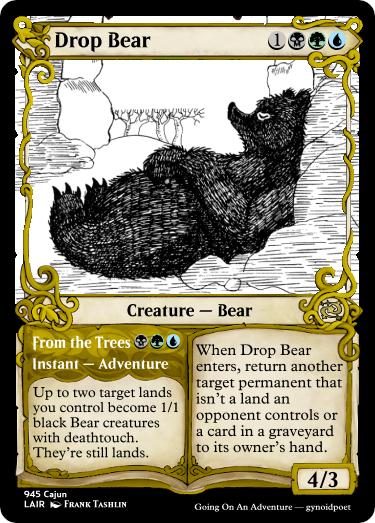 Drop Bear 1
Creature — Bear
From the Trees
Instant — Adventure
Up to two target lands
you control become 1/1
black Bear creatures
with deathtouch.
They're still lands.
When Drop Bear
enters, return another
target permanent that
isn't a land an
opponent controls or
a card in a graveyard
to its owner's hand.
4/3
945 Cajun
LAIR Frank Tashlin
Going On An Adventure — gynoidpoet